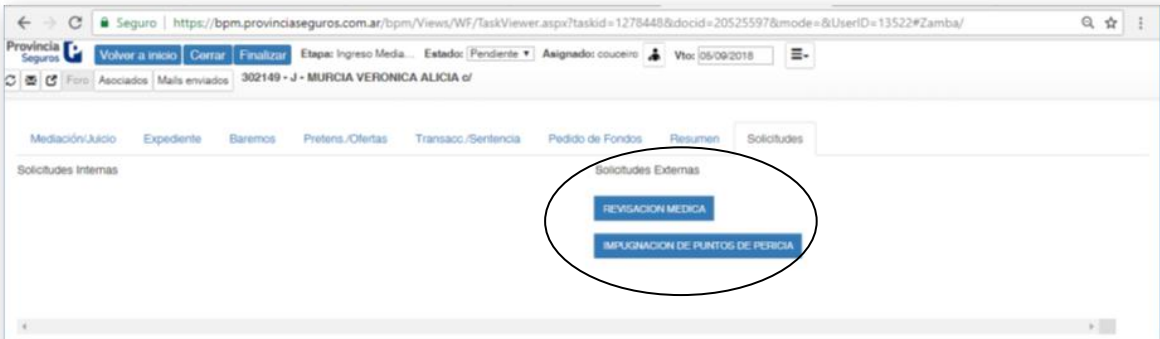 Seguro | https://bpm.provinciaseguros.com.ar/bpm/Views/WF/TaskViewer.aspx?taskid=1278448&docid=20525597&mode=&UserID=13522#Zamba/
Provincia Seguros Volver a inicio Cerrar Finalizar Etapa: Ingreso Media... Estado: Pendiente Asignado: couceiro Vto: 05/09/2018
Foro Asociados Mails enviados 302149 - J - MURCIA VERONICA ALICIA c/
Mediación/Juicio Expediente Baremos Pretens./Ofertas Transacc./Sentencia Pedido de Fondos Resumen Solicitudes
Solicitudes Internas Solicitudes Externas
REVISACION MEDICA
IMPUGNACION DE PUNTOS DE PERICIA